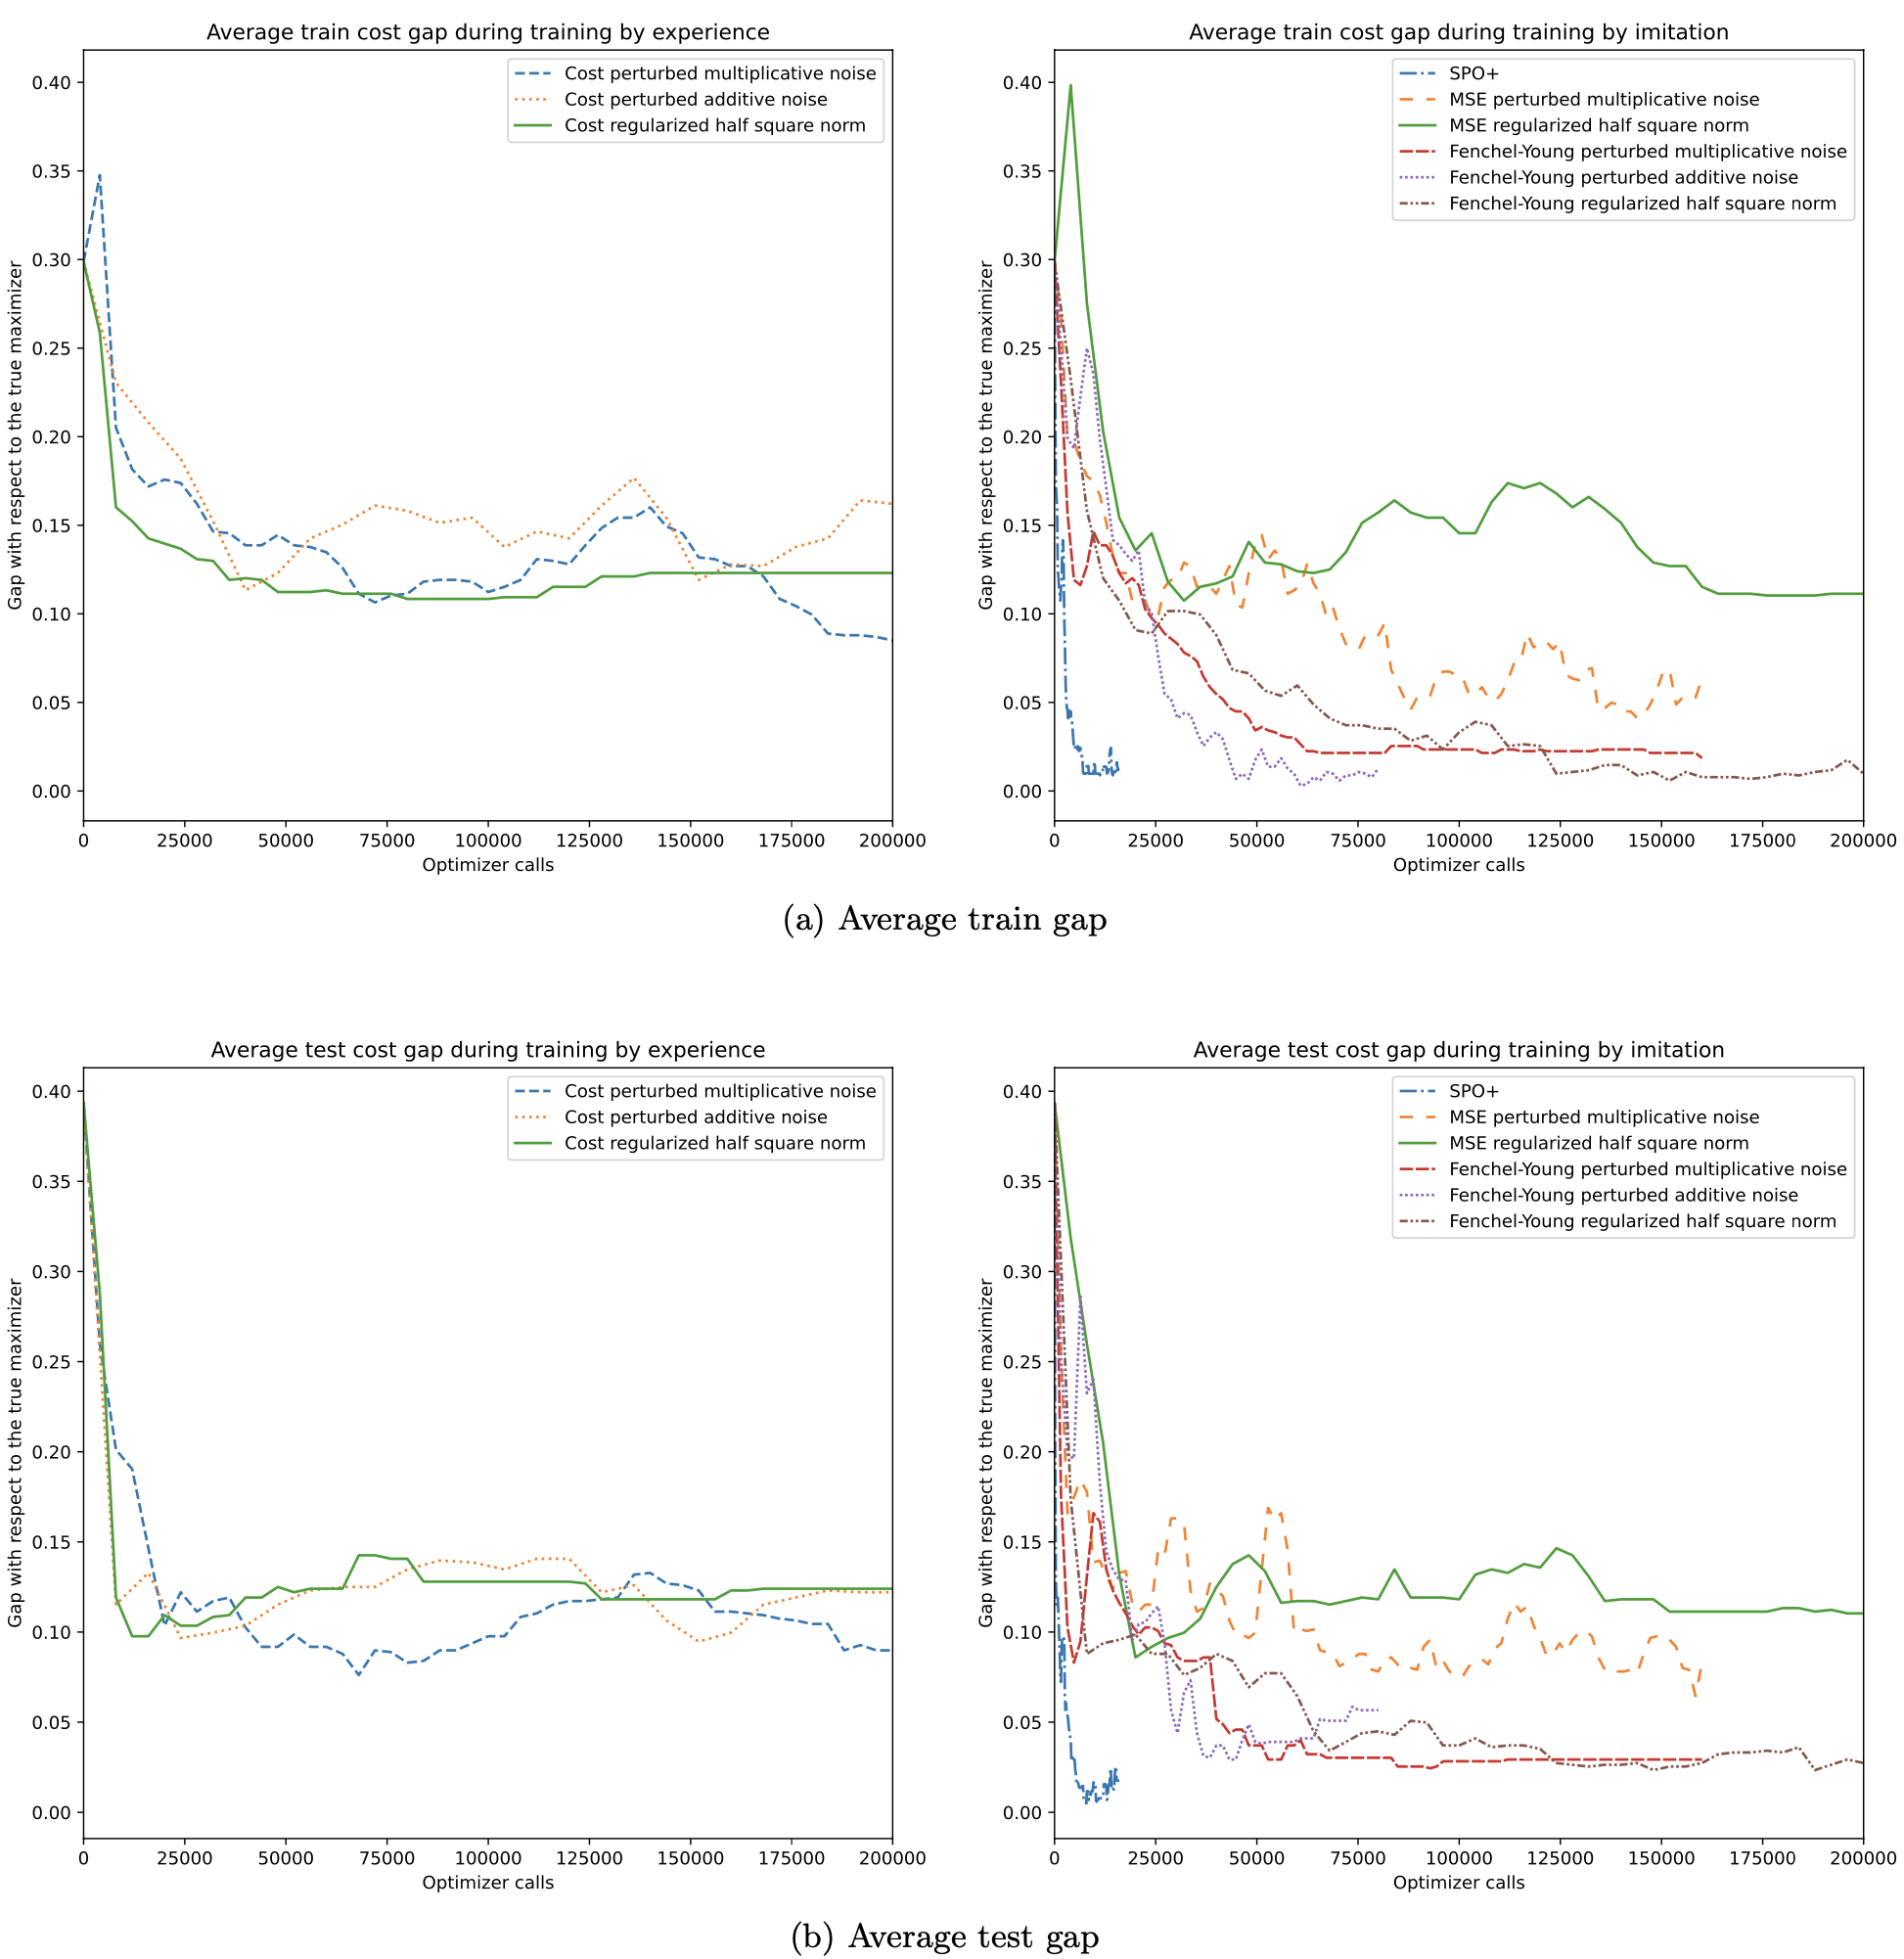 Average train cost gap during training by experience
Gap with respect to the true maximizer
0.40
0.35
0.30
0.25
0.20
0.15
0.10
0.05
0.00
Cost perturbed multiplicative noise
Cost perturbed additive noise
Cost regularized half square norm
0 25000 50000 75000 100000 125000 150000 175000 200000
Optimizer calls
Average train cost gap during training by imitation
Gap with respect to the true maximizer
0.40
0.35
0.30
0.25
0.20
0.15
0.10
0.05
0.00
SPO+
MSE perturbed multiplicative noise
MSE regularized half square norm
Fenchel-Young perturbed multiplicative noise
Fenchel-Young perturbed additive noise
Fenchel-Young regularized half square norm
0 25000 50000 75000 100000 125000 150000 175000 200000
Optimizer calls
(a) Average train gap
Average test cost gap during training by experience
Gap with respect to the true maximizer
0.40
0.35
0.30
0.25
0.20
0.15
0.10
0.05
0.00
Cost perturbed multiplicative noise
Cost perturbed additive noise
Cost regularized half square norm
0 25000 50000 75000 100000 125000 150000 175000 200000
Optimizer calls
Average test cost gap during training by imitation
Gap with respect to the true maximizer
0.40
0.35
0.30
0.25
0.20
0.15
0.10
0.05
0.00
SPO+
MSE perturbed multiplicative noise
MSE regularized half square norm
Fenchel-Young perturbed multiplicative noise
Fenchel-Young perturbed additive noise
Fenchel-Young regularized half square norm
0 25000 50000 75000 100000 125000 150000 175000 200000
Optimizer calls
(b) Average test gap